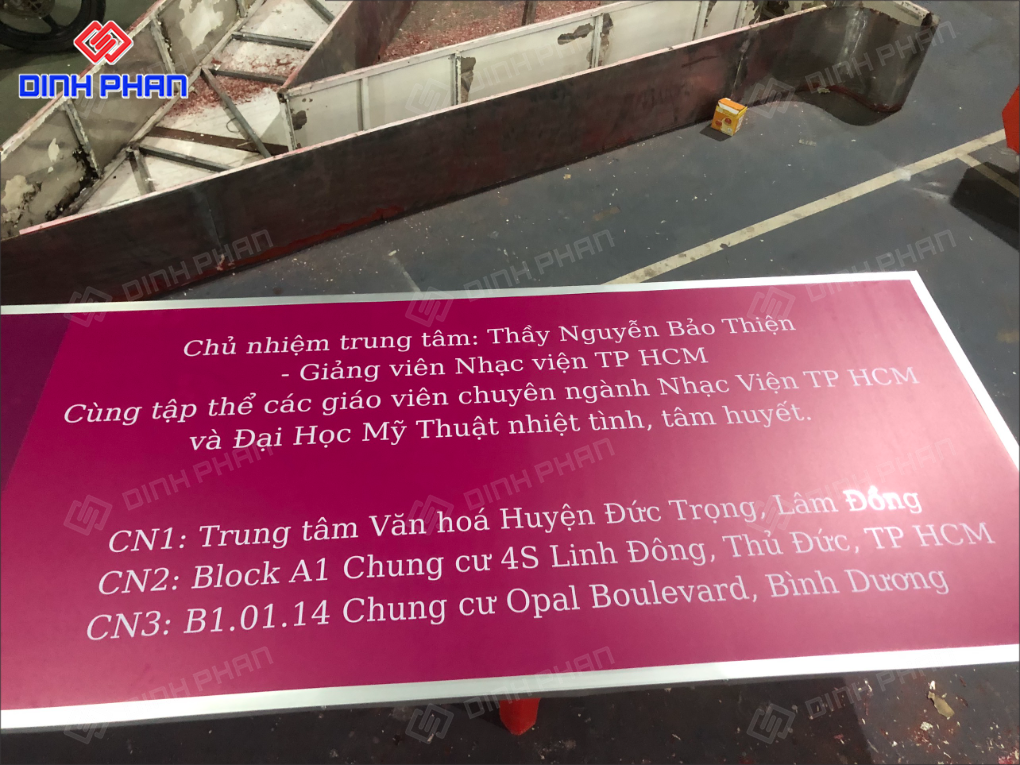 DINH PHAN
Chủ nhiệm trung tâm: Thầy Nguyễn Bảo Thiện
- Giảng viên Nhạc viện TP HCM
Cùng tập thể các giáo viên chuyên ngành Nhạc Viện TP HCM
và Đại Học Mỹ Thuật nhiệt tình, tâm huyết.
CN1: Trung tâm Văn hoá Huyện Đức Trọng, Lâm Đồng
CN2: Block A1 Chung cư 4S Linh Đông, Thủ Đức, TP HCM
CN3: B1.01.14 Chung cư Opal Boulevard, Bình Dương